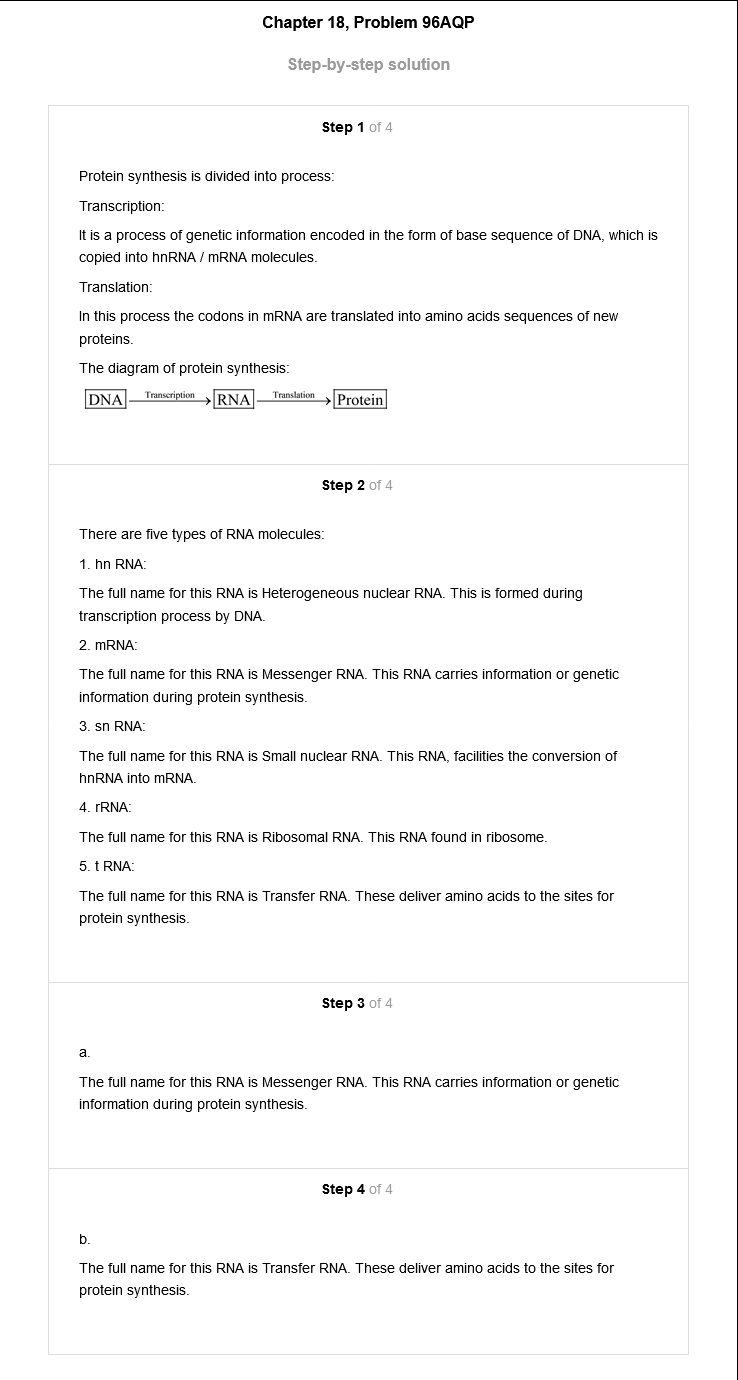 Chapter 18, Problem 96AQP
Step-by-step solution
Step 1 of 4
Protein synthesis is divided into process:
Transcription:
It is a process of genetic information encoded in the form of base sequence of DNA, which is
copied into hnRNA / mRNA molecules.
Translation:
In this process the codons in mRNA are translated into amino acids sequences of new
proteins.
The diagram of protein synthesis:
DNA Transcription RNA Translation Protein
Step 2 of 4
There are five types of RNA molecules:
1. hn RNA:
The full name for this RNA is Heterogeneous nuclear RNA. This is formed during
transcription process by DNA.
2. mRNA:
The full name for this RNA is Messenger RNA. This RNA carries information or genetic
information during protein synthesis.
3. sn RNA:
The full name for this RNA is Small nuclear RNA. This RNA, facilities the conversion of
hnRNA into mRNA.
4. rRNA:
The full name for this RNA is Ribosomal RNA. This RNA found in ribosome.
5. t RNA:
The full name for this RNA is Transfer RNA. These deliver amino acids to the sites for
protein synthesis.
Step 3 of 4
a.
The full name for this RNA is Messenger RNA. This RNA carries information or genetic
information during protein synthesis.
Step 4 of 4
b.
The full name for this RNA is Transfer RNA. These deliver amino acids to the sites for
protein synthesis.